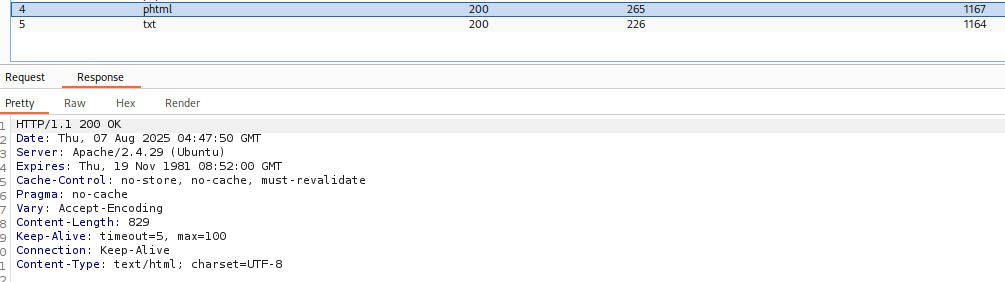 4 phtml 200 265 1167
5 txt 200 226 1164
Request Response
Pretty Raw Hex Render
1 HTTP/1.1 200 OK
2 Date: Thu, 07 Aug 2025 04:47:50 GMT
3 Server: Apache/2.4.29 (Ubuntu)
4 Expires: Thu, 19 Nov 1981 08:52:00 GMT
5 Cache-Control: no-store, no-cache, must-revalidate
6 Pragma: no-cache
7 Vary: Accept-Encoding
8 Content-Length: 829
9 Keep-Alive: timeout=5, max=100
0 Connection: Keep-Alive
1 Content-Type: text/html; charset=UTF-8
2